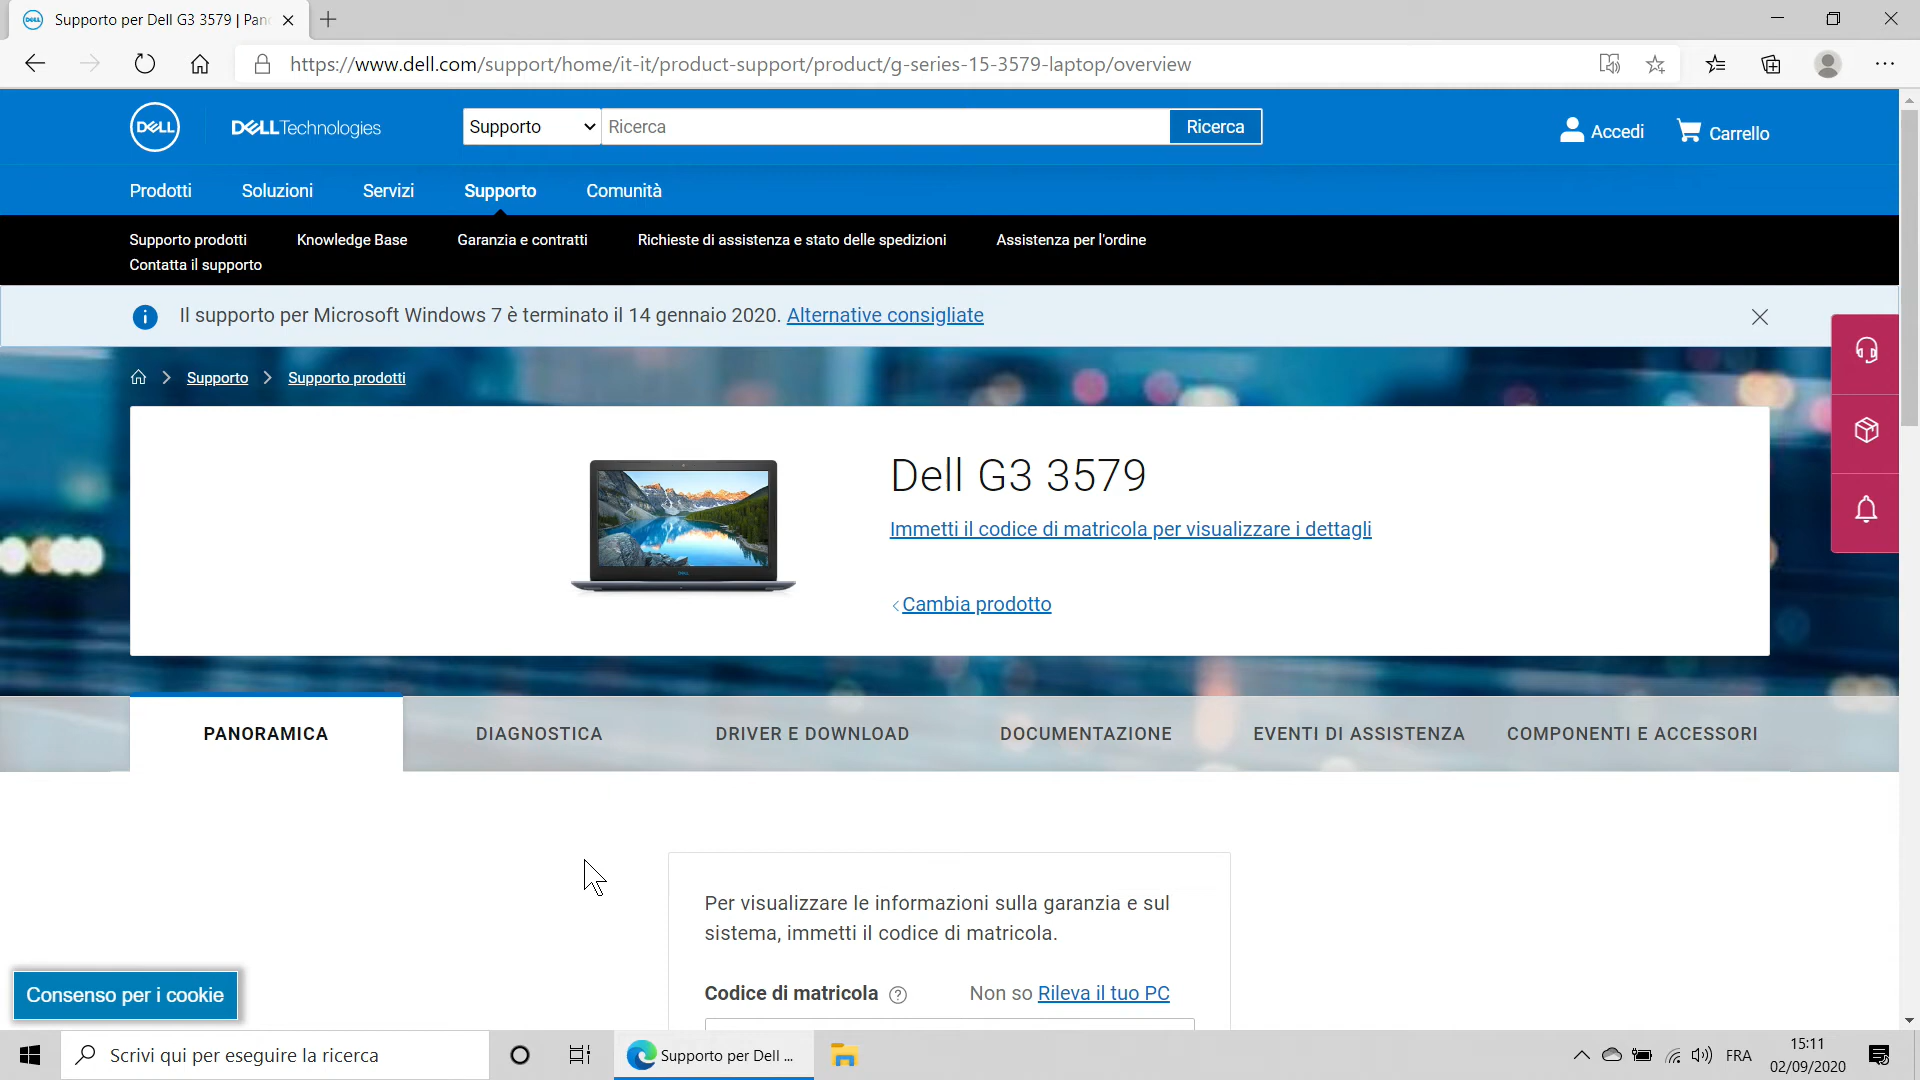 Supporto per Dell G3 3579 | Pan
https://www.dell.com/support/home/it-it/product-support/product/g-series-15-3579-laptop/overview
DELL
DELLTechnologies
Supporto
Ricerca
Ricerca
Accedi
Carrello
Prodotti
Soluzioni
Servizi
Supporto
Comunità
Supporto prodotti
Knowledge Base
Garanzia e contratti
Richieste di assistenza e stato delle spedizioni
Assistenza per l'ordine
Contatta il supporto
Il supporto per Microsoft Windows 7 è terminato il 14 gennaio 2020. Alternative consigliate
Supporto
Supporto prodotti
Dell G3 3579
Immetti il codice di matricola per visualizzare i dettagli
Cambia prodotto
PANORAMICA
DIAGNOSTICA
DRIVER E DOWNLOAD
DOCUMENTAZIONE
EVENTI DI ASSISTENZA
COMPONENTI E ACCESSORI
Per visualizzare le informazioni sulla garanzia e sul
sistema, immetti il codice di matricola.
Codice di matricola
Non so Rileva il tuo PC
Consenso per i cookie
Scrivi qui per eseguire la ricerca
Supporto per Dell ...
FRA
15:11
02/09/2020